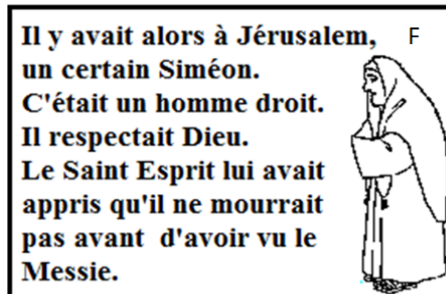 Il y avait alors à Jérusalem, F
un certain Siméon.
C'était un homme droit.
Il respectait Dieu.
Le Saint Esprit lui avait
appris qu'il ne mourrait
pas avant d'avoir vu le
Messie.